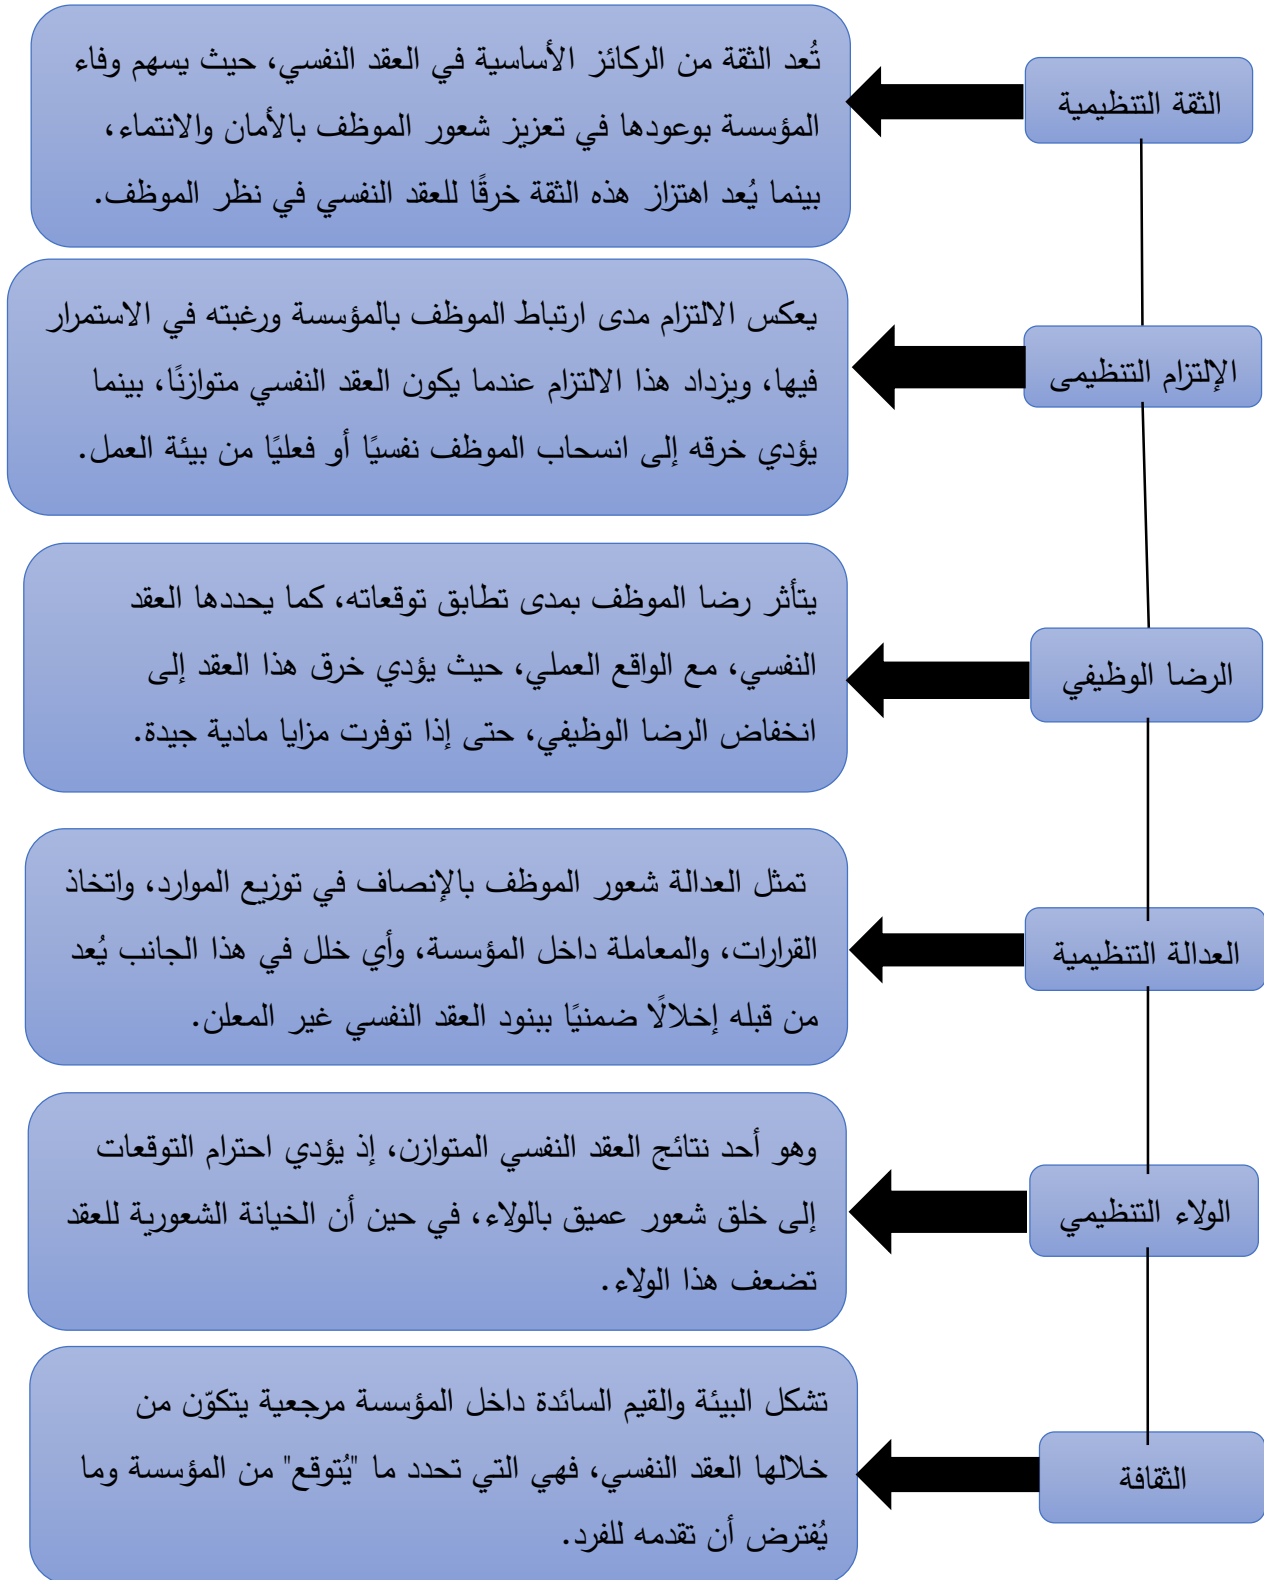 الثقة التنظيمية
تُعد الثقة من الركائز الأساسية في العقد النفسي، حيث يسهم وفاء
المؤسسة بوعودها في تعزيز شعور الموظف بالأمان والانتماء،
بينما يُعد اهتزاز هذه الثقة خرقًا للعقد النفسي في نظر الموظف.
الإلتزام التنظيمى
يعكس الالتزام مدى ارتباط الموظف بالمؤسسة ورغبته في الاستمرار
فيها، ويزداد هذا الالتزام عندما يكون العقد النفسي متوازنًا، بينما
يؤدي خرقه إلى انسحاب الموظف نفسيًا أو فعليًا من بيئة العمل.
الرضا الوظيفي
يتأثر رضا الموظف بمدى تطابق توقعاته، كما يحددها العقد
النفسي، مع الواقع العملي، حيث يؤدي خرق هذا العقد إلى
انخفاض الرضا الوظيفي، حتى إذا توفرت مزايا مادية جيدة.
العدالة التنظيمية
تمثل العدالة شعور الموظف بالإنصاف في توزيع الموارد، واتخاذ
القرارات، والمعاملة داخل المؤسسة، وأي خلل في هذا الجانب يُعد
من قبله إخلالًا ضمنيًا ببنود العقد النفسي غير المعلن.
الولاء التنظيمي
وهو أحد نتائج العقد النفسي المتوازن، إذ يؤدي احترام التوقعات
إلى خلق شعور عميق بالولاء، في حين أن الخيانة الشعورية للعقد
تضعف هذا الولاء.
الثقافة
تشكل البيئة والقيم السائدة داخل المؤسسة مرجعية يتكوّن من
خلالها العقد النفسي، فهي التي تحدد ما "يُتوقع" من المؤسسة وما
يُفترض أن تقدمه للفرد.